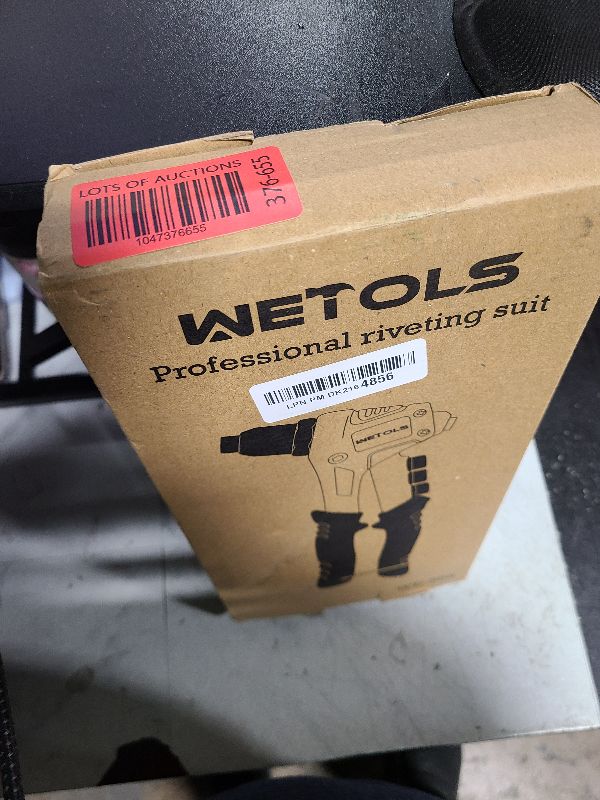 LOTS OF AUCTIONS
1047376655
376-655
WETOLS
Professional riveting suit
LPN PM DK216 4856
WETOLS